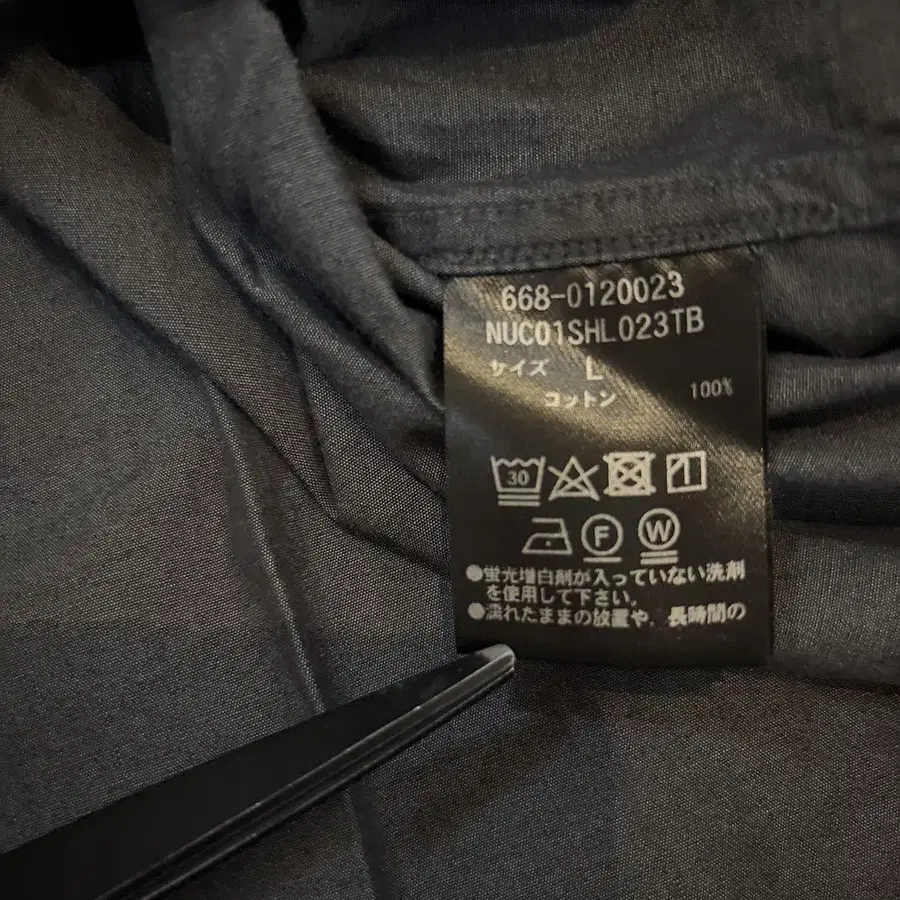 668-0120023
NUC01SHL023TB
サイズ L
コットン 100%
30
F W
●蛍光増白剤が入っていない洗剤
を使用して下さい。
●濡れたままの放置や、長時間の